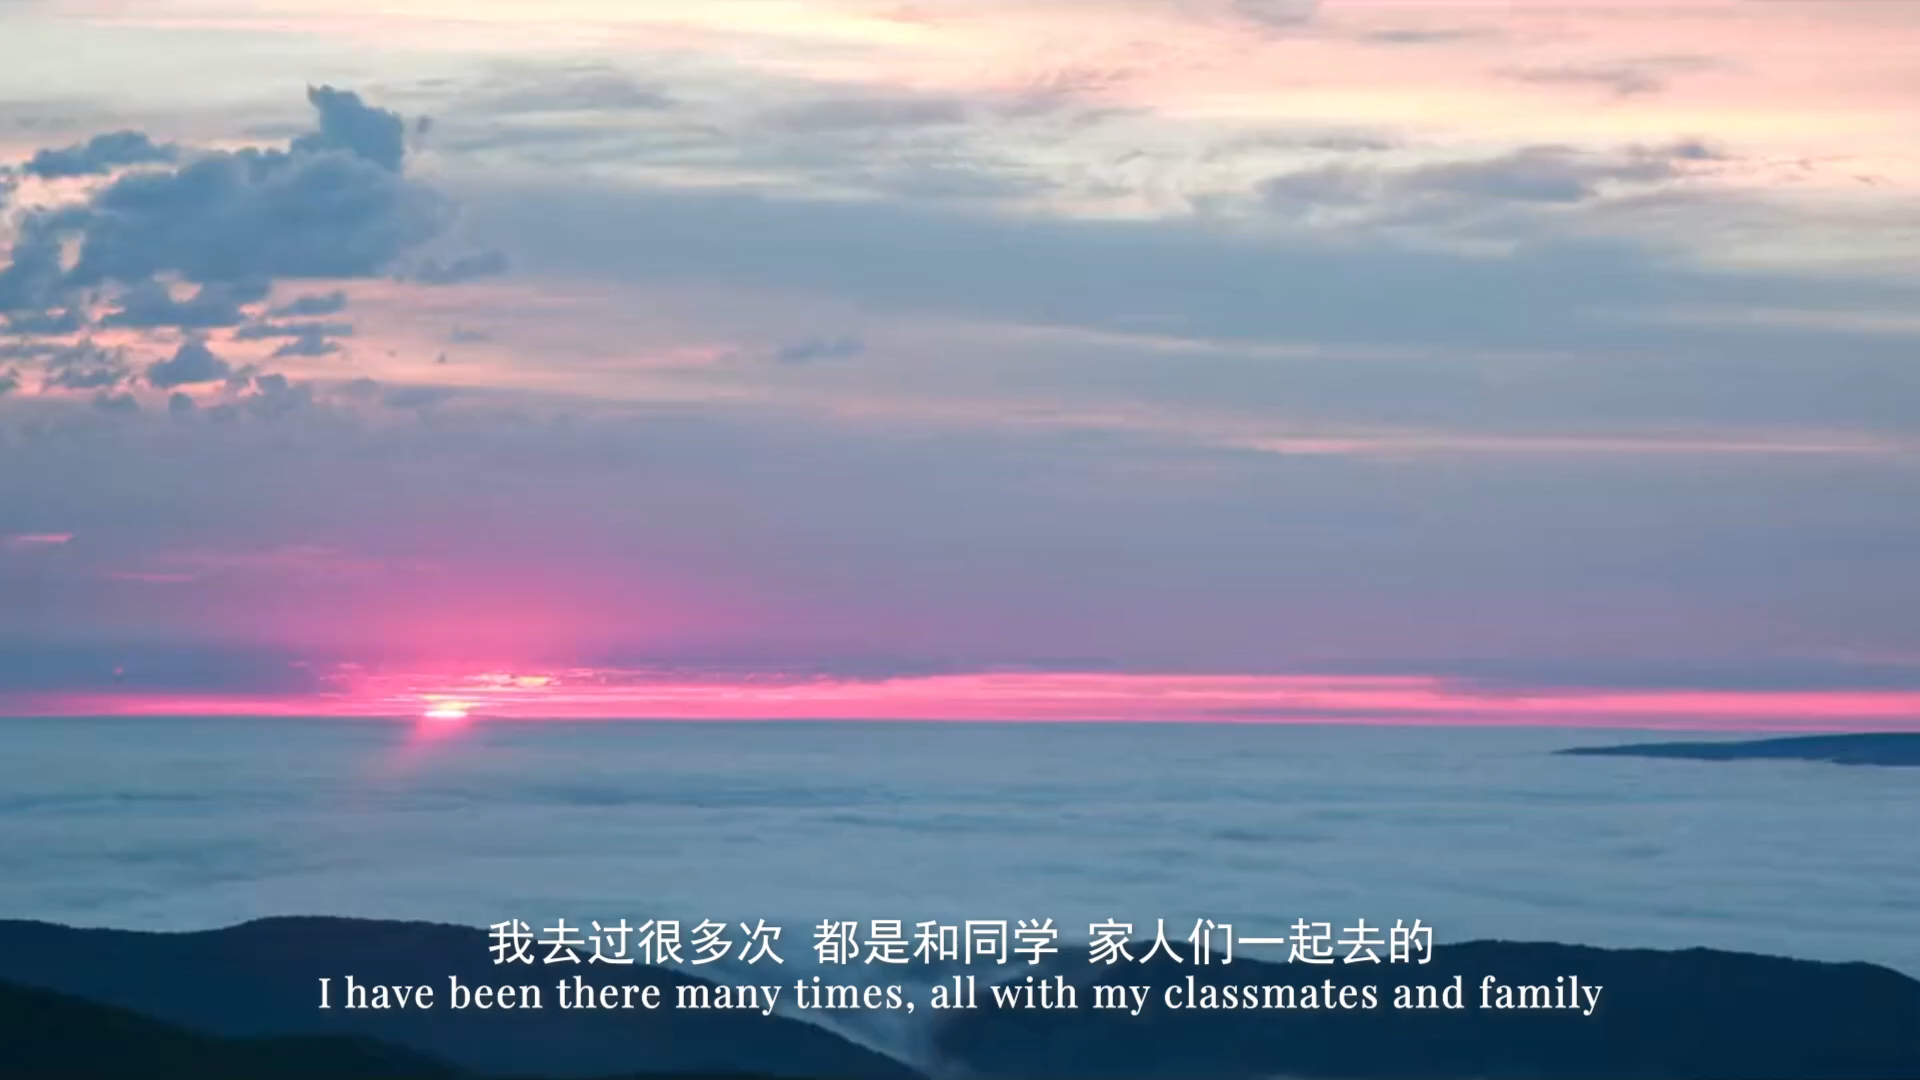 我去过很多次 都是和同学 家人们一起去的
I have been there many times, all with my classmates and family